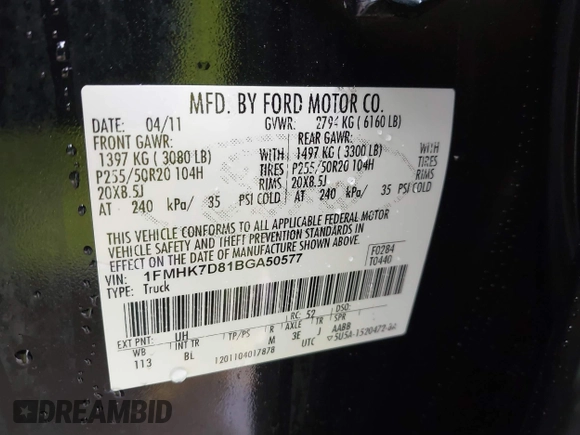 MFD. BY FORD MOTOR CO.
DATE: 04/11 GVWR: 2794 KG ( 6160 LB)
FRONT GAWR: REAR GAWR:
1397 KG ( 3080 LB) WITH 1497 KG ( 3300 LB) WITH
P255/50R20 104H TIRES P255/50R20 104H TIRES
20X8.5J RIMS 20X8.5J RIMS
AT 240 kPa/ 35 PSI COLD AT 240 kPa/ 35 PSI COLD
THIS VEHICLE CONFORMS TO ALL APPLICABLE FEDERAL MOTOR
VEHICLE SAFETY AND THEFT PREVENTION STANDARDS IN
EFFECT ON THE DATE OF MANUFACTURE SHOWN ABOVE.
VIN: 1FMHK7D81BGA50577 F0284
TYPE: Truck T0440
EXT PNT: UH RC: 52 DSO:
WB INT TR TP/PS R AXLE TR SPR
113 BL M 3E J AABB
1201104017878 UTC
DREAMBID